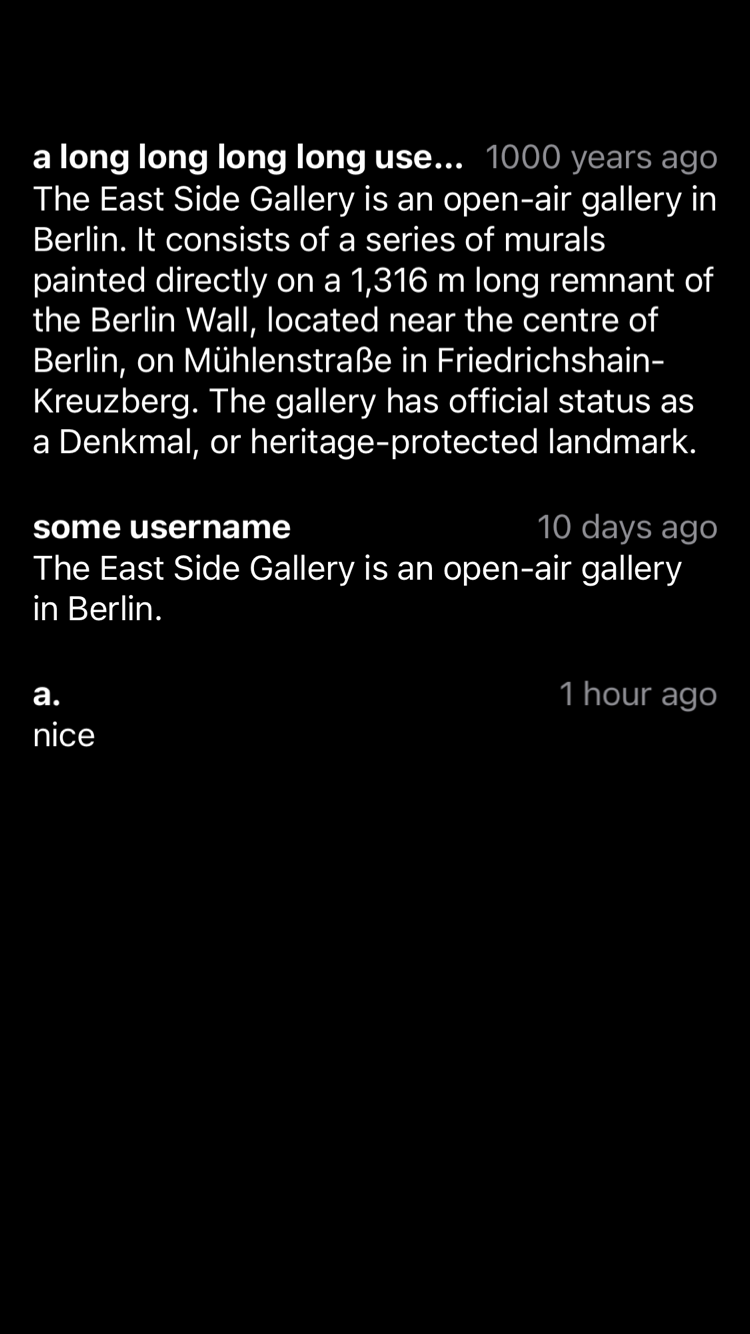 a long long long long use... 1000 years ago
The East Side Gallery is an open-air gallery in
Berlin. It consists of a series of murals
painted directly on a 1,316 m long remnant of
the Berlin Wall, located near the centre of
Berlin, on Mühlenstraße in Friedrichshain-
Kreuzberg. The gallery has official status as
a Denkmal, or heritage-protected landmark.
some username 10 days ago
The East Side Gallery is an open-air gallery
in Berlin.
a. 1 hour ago
nice